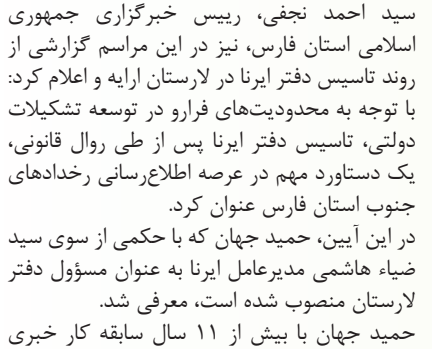 سید احمد نجفی، رییس خبرگزاری جمهوری
اسلامی استان فارس، نیز در این مراسم گزارشی از
روند تاسیس دفتر ایرنا در لارستان ارایه و اعلام کرد:
با توجه به محدودیت‌های فرارو در توسعه تشکیلات
دولتی، تاسیس دفتر ایرنا پس از طی روال قانونی،
یک دستاورد مهم در عرصه اطلاع‌رسانی رخدادهای
جنوب استان فارس عنوان کرد.
در این آیین، حمید جهان که با حکمی از سوی سید
ضیاء هاشمی مدیرعامل ایرنا به عنوان مسؤول دفتر
لارستان منصوب شده است، معرفی شد.
حمید جهان با بیش از ۱۱ سال سابقه کار خبری